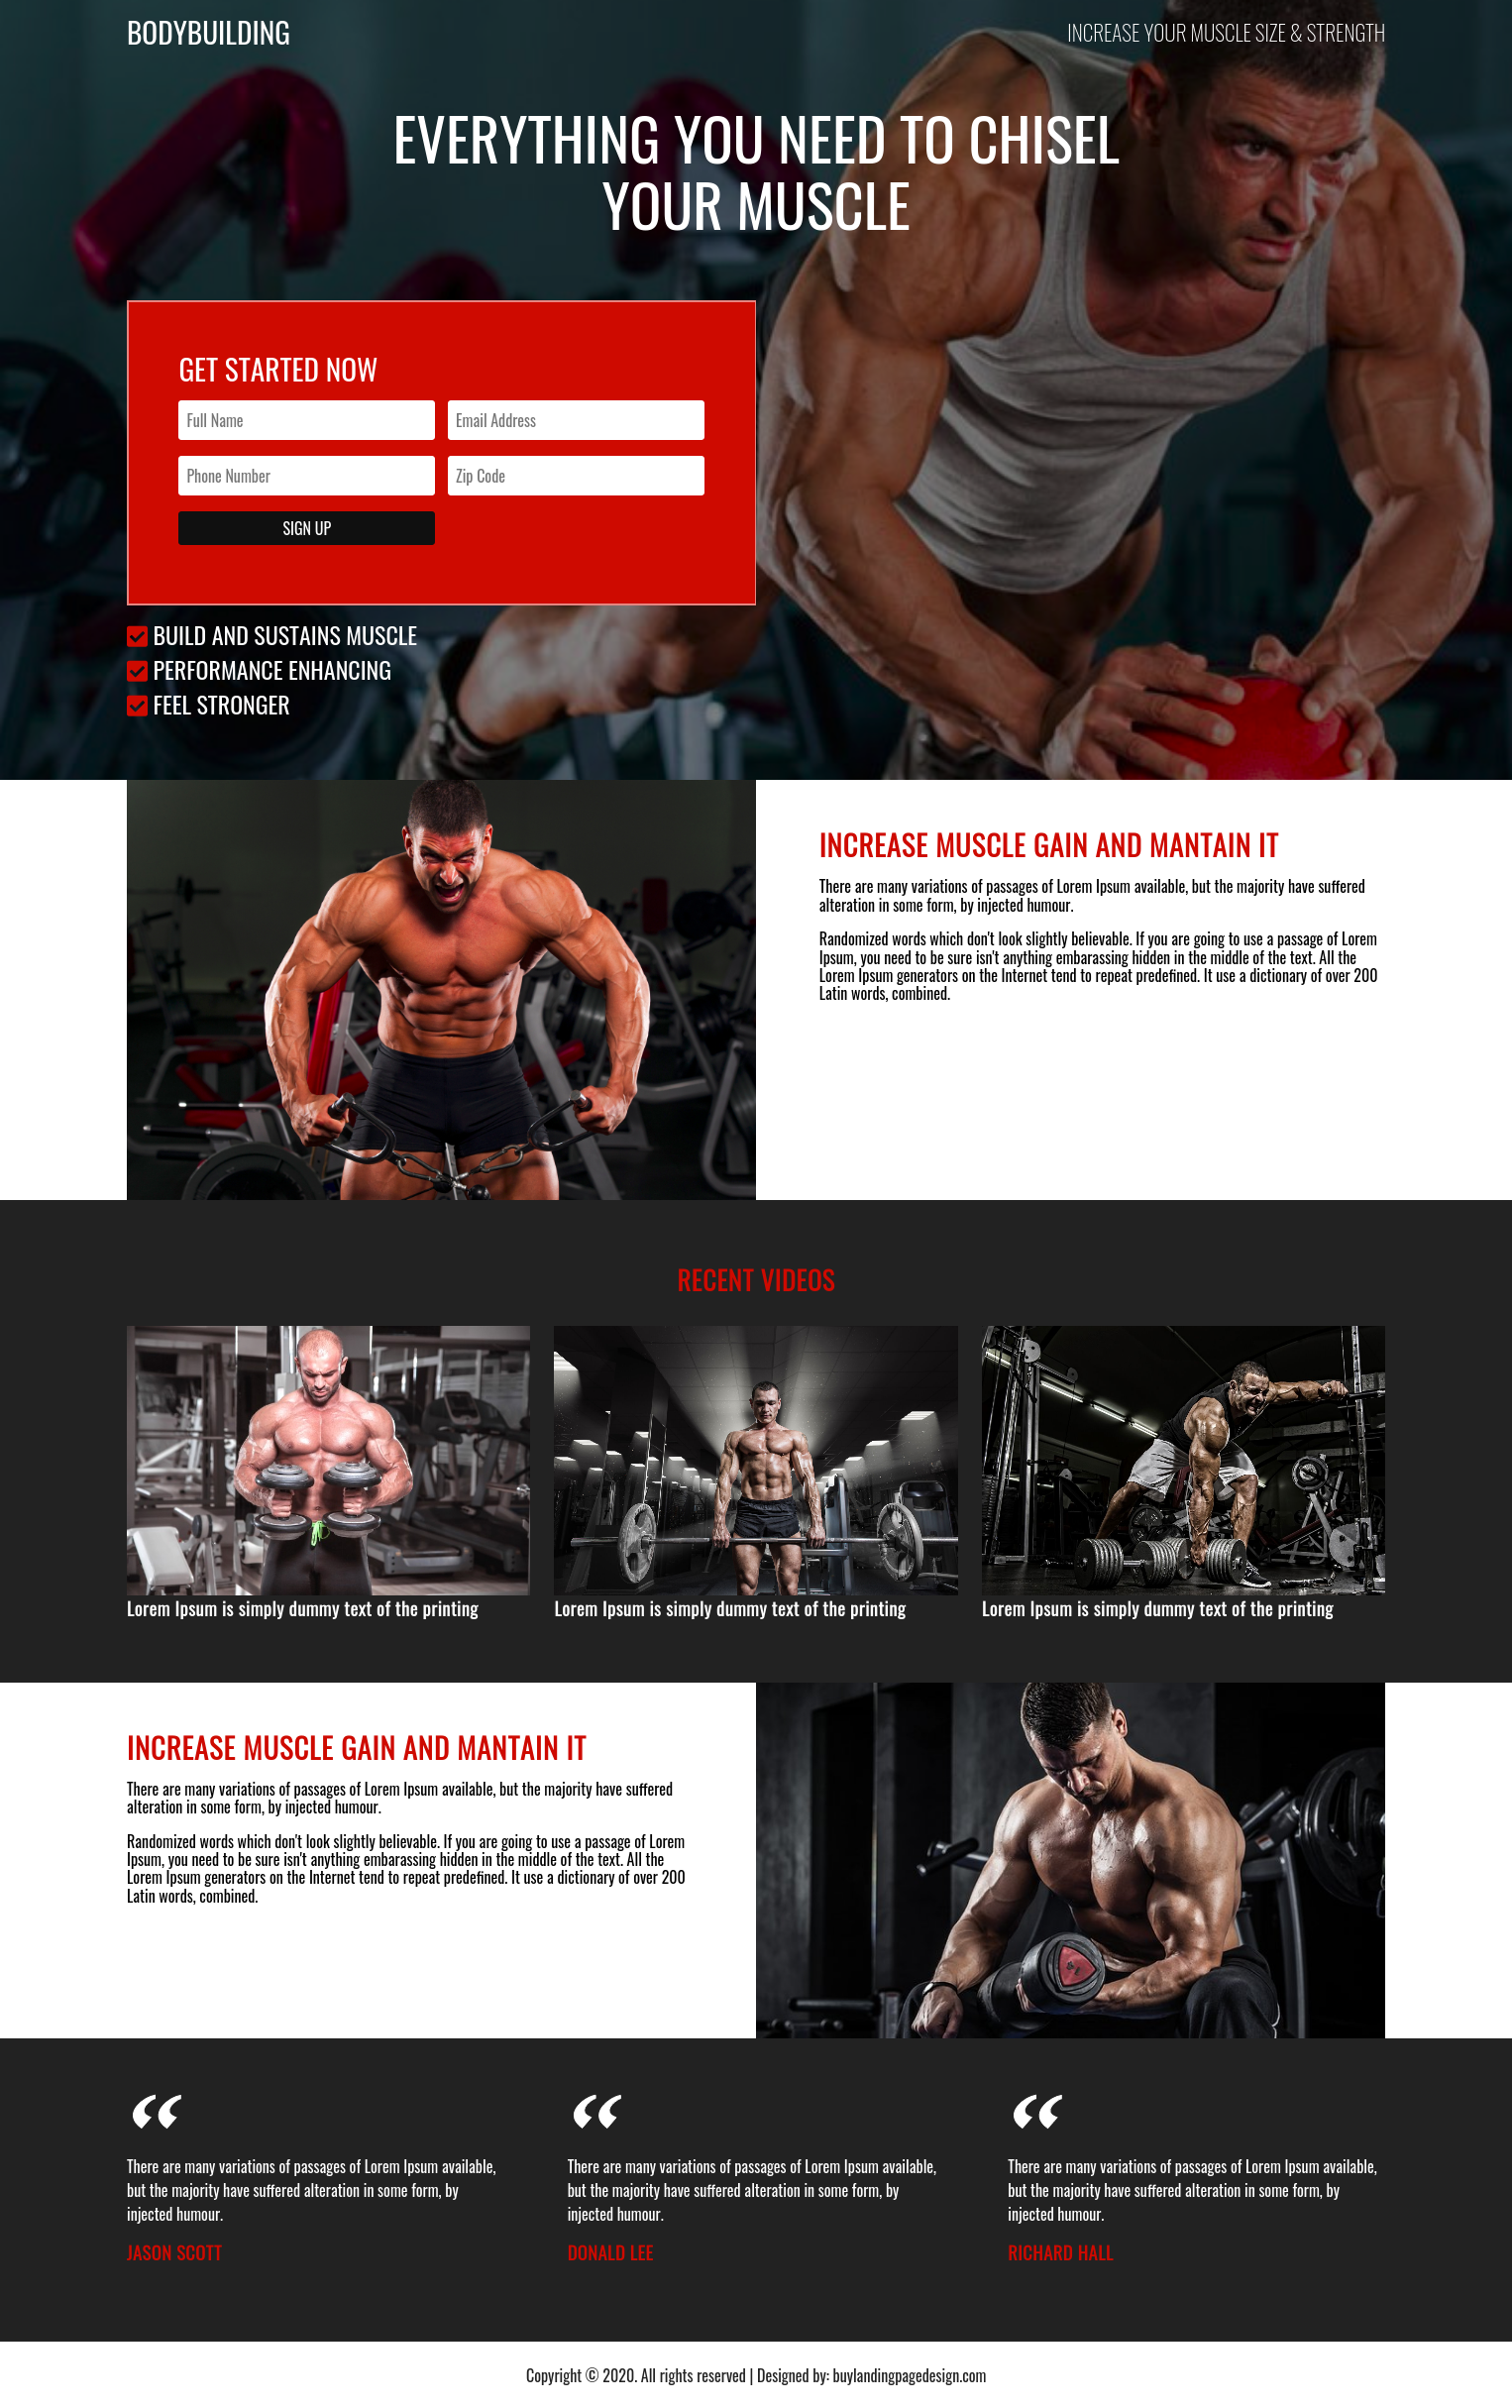 BODYBUILDING
INCREASE YOUR MUSCLE SIZE & STRENGTH
EVERYTHING YOU NEED TO CHISEL
YOUR MUSCLE
GET STARTED NOW
Full Name
Email Address
Phone Number
Zip Code
SIGN UP
BUILD AND SUSTAINS MUSCLE
PERFORMANCE ENHANCING
FEEL STRONGER
INCREASE MUSCLE GAIN AND MANTAIN IT
There are many variations of passages of Lorem Ipsum available, but the majority have suffered
alteration in some form, by injected humour.
Randomized words which don't look slightly believable. If you are going to use a passage of Lorem
Ipsum, you need to be sure isn't anything embarassing hidden in the middle of the text. All the
Lorem Ipsum generators on the Internet tend to repeat predefined. It use a dictionary of over 200
Latin words, combined.
RECENT VIDEOS
Lorem Ipsum is simply dummy text of the printing
Lorem Ipsum is simply dummy text of the printing
Lorem Ipsum is simply dummy text of the printing
INCREASE MUSCLE GAIN AND MANTAIN IT
There are many variations of passages of Lorem Ipsum available, but the majority have suffered
alteration in some form, by injected humour.
Randomized words which don't look slightly believable. If you are going to use a passage of Lorem
Ipsum, you need to be sure isn't anything embarassing hidden in the middle of the text. All the
Lorem Ipsum generators on the Internet tend to repeat predefined. It use a dictionary of over 200
Latin words, combined.
“
There are many variations of passages of Lorem Ipsum available,
but the majority have suffered alteration in some form, by
injected humour.
JASON SCOTT
“
There are many variations of passages of Lorem Ipsum available,
but the majority have suffered alteration in some form, by
injected humour.
DONALD LEE
“
There are many variations of passages of Lorem Ipsum available,
but the majority have suffered alteration in some form, by
injected humour.
RICHARD HALL
Copyright © 2020. All rights reserved | Designed by: buylandingpagedesign.com